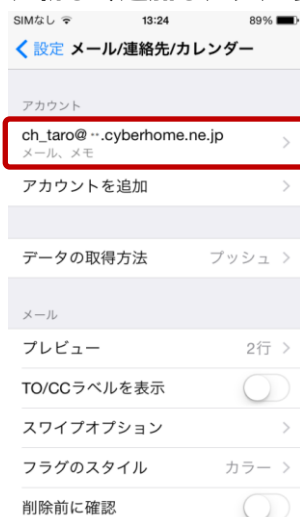 SIMなし 13:24 89%
設定 メール/連絡先/カレンダー
アカウント
ch_taro@ ··.cyberhome.ne.jp
メール、メモ
アカウントを追加
データの取得方法 プッシュ
メール
プレビュー 2行
TO/CCラベルを表示
スワイプオプション
フラグのスタイル カラー
削除前に確認